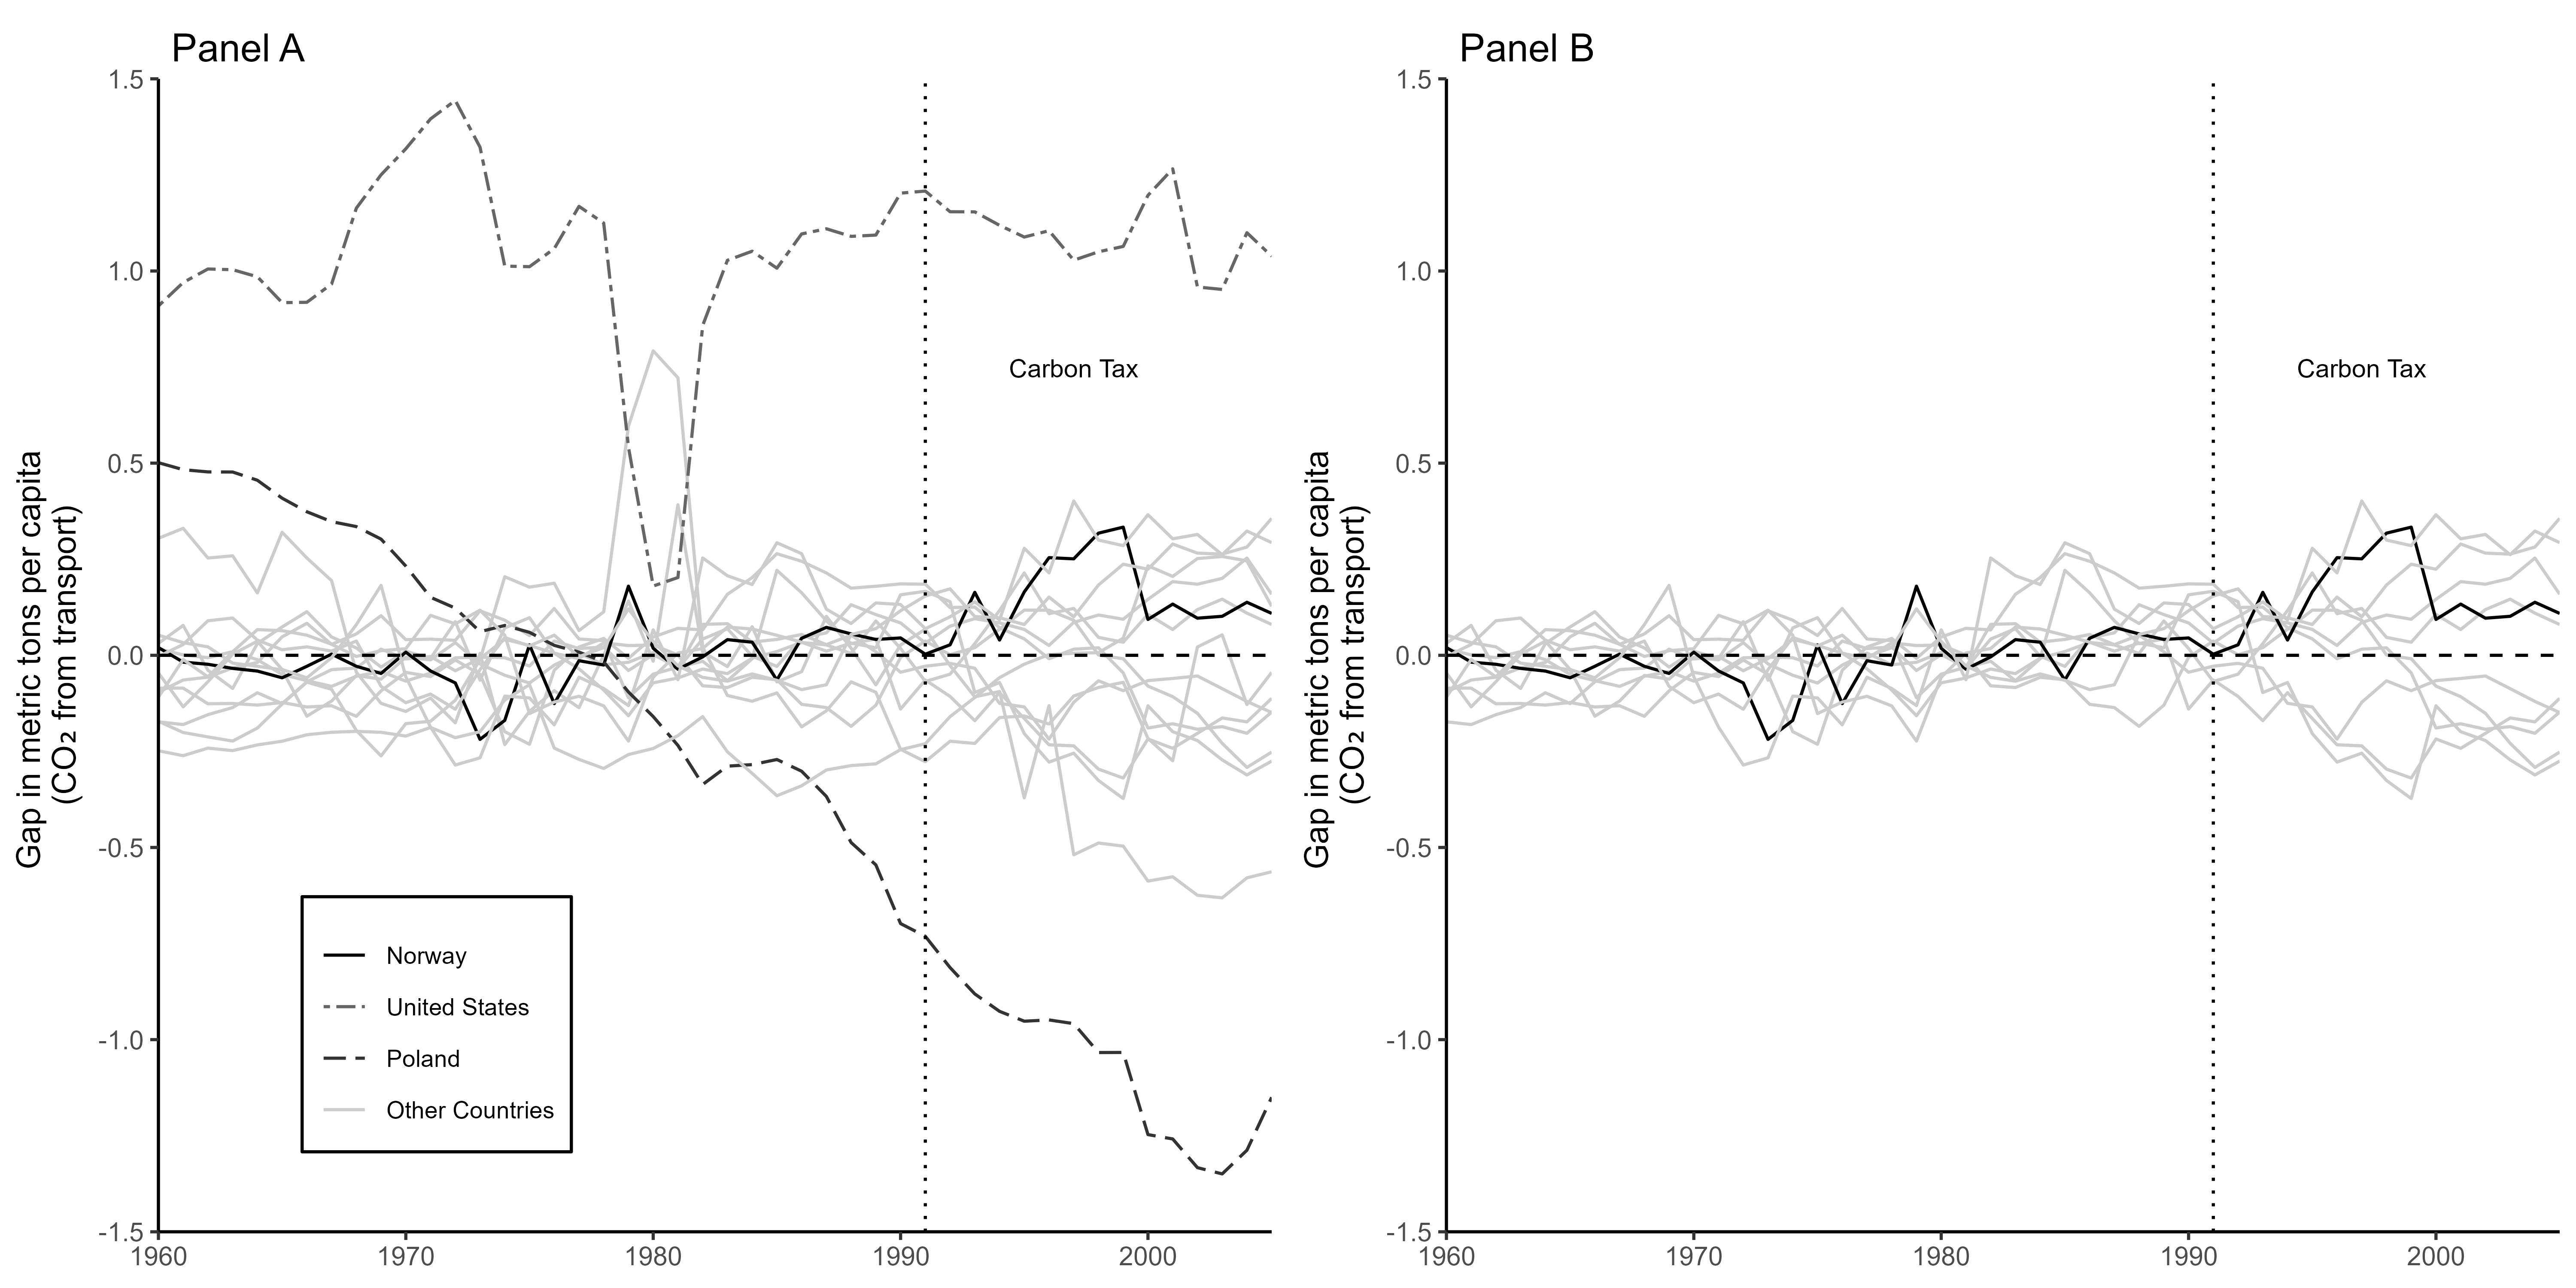 Panel A
Gap in metric tons per capita
(CO₂ from transport)
1.5
1.0
0.5
0.0
-0.5
-1.0
-1.5
1960
1970
1980
1990
2000
Carbon Tax
Norway
United States
Poland
Other Countries
Panel B
Gap in metric tons per capita
(CO₂ from transport)
1.5
1.0
0.5
0.0
-0.5
-1.0
-1.5
1960
1970
1980
1990
2000
Carbon Tax